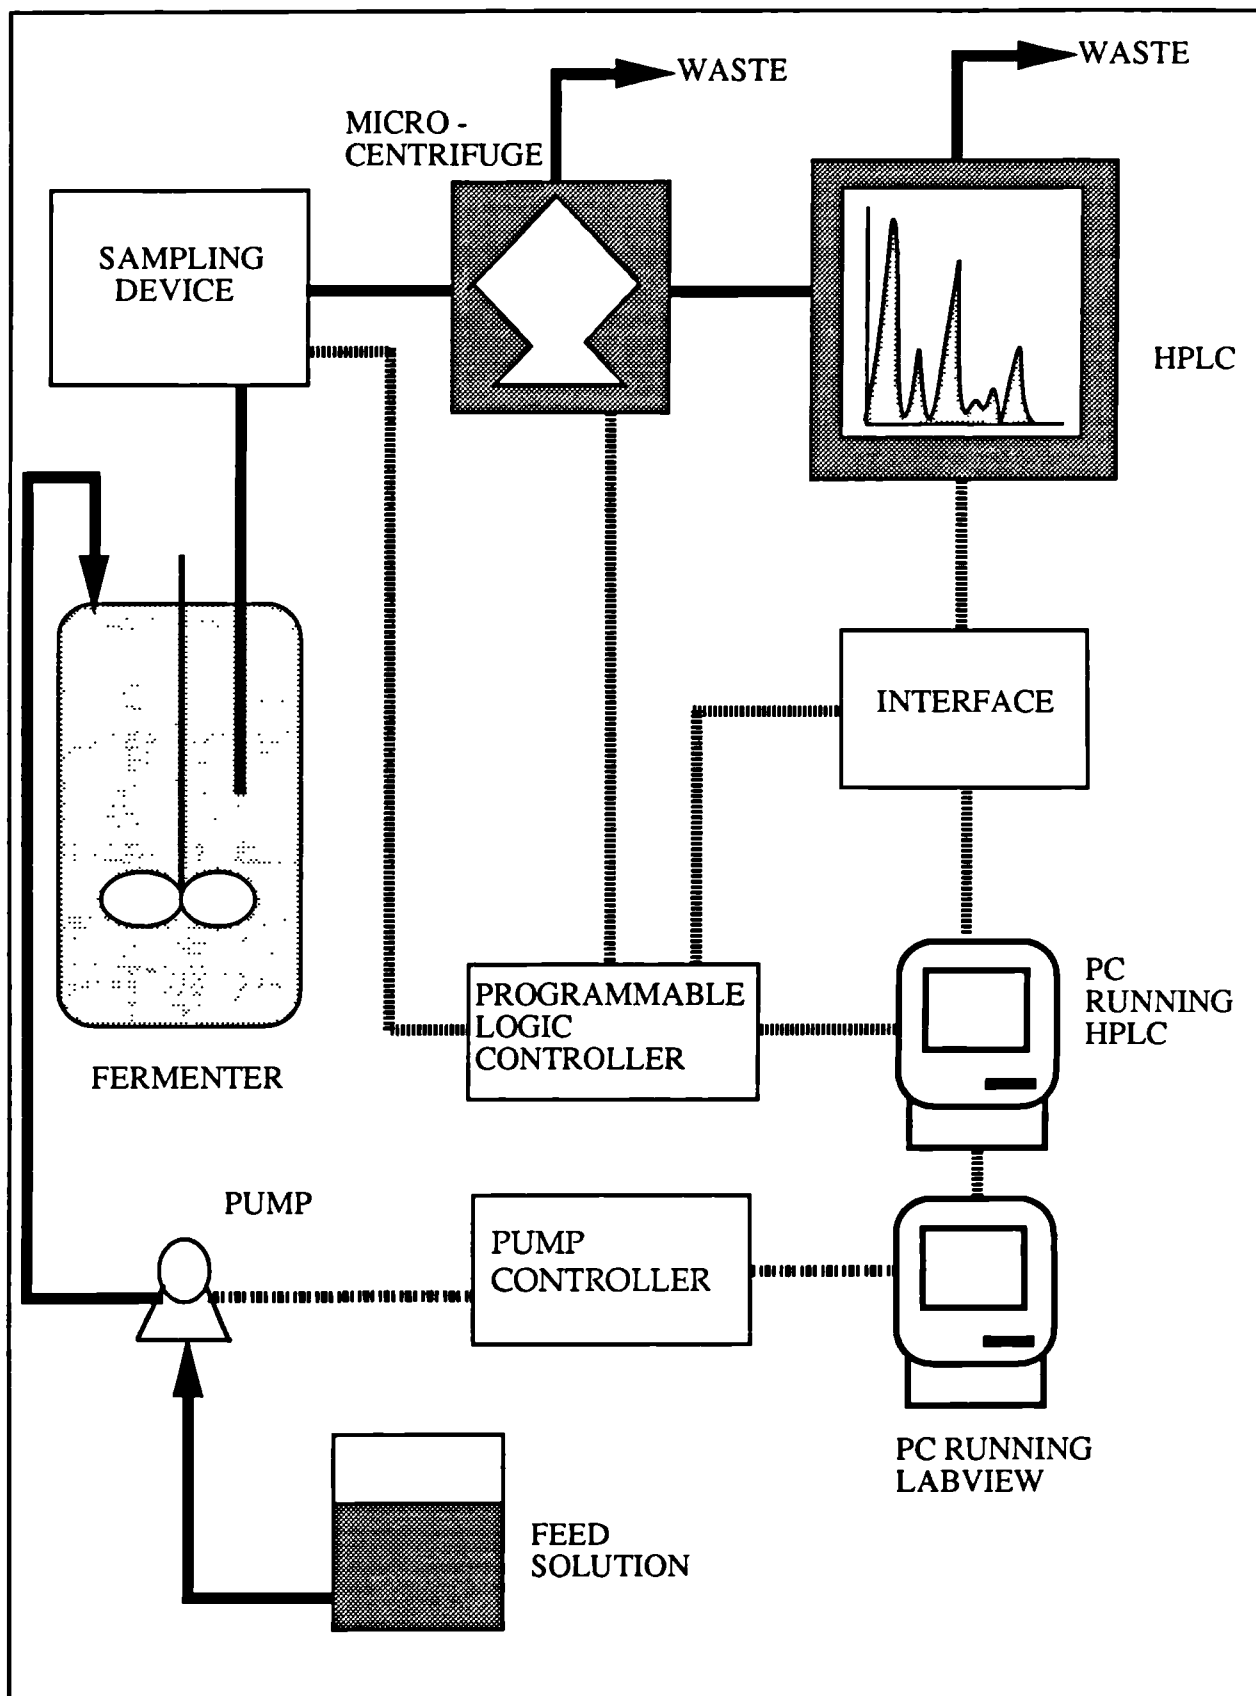 WASTE
WASTE
MICRO -
CENTRIFUGE
SAMPLING
DEVICE
HPLC
INTERFACE
PROGRAMMABLE
LOGIC
CONTROLLER
PC
RUNNING
HPLC
FERMENTER
PUMP
PUMP
CONTROLLER
PC RUNNING
LABVIEW
FEED
SOLUTION